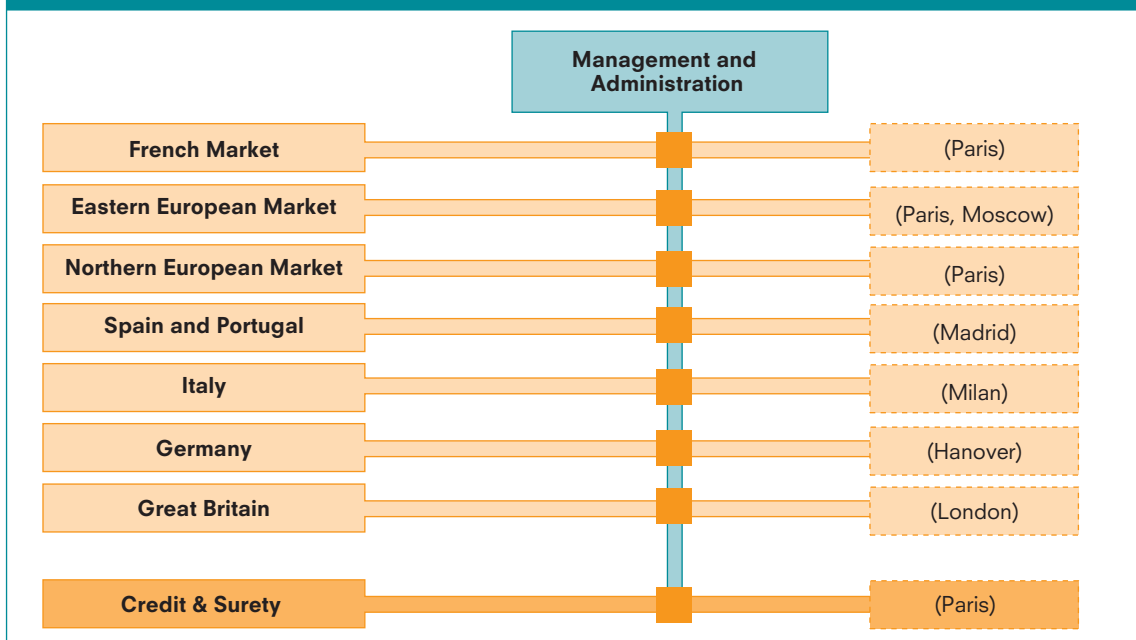 Management and
Administration
French Market
(Paris)
Eastern European Market
(Paris, Moscow)
Northern European Market
(Paris)
Spain and Portugal
(Madrid)
Italy
(Milan)
Germany
(Hanover)
Great Britain
(London)
Credit & Surety
(Paris)